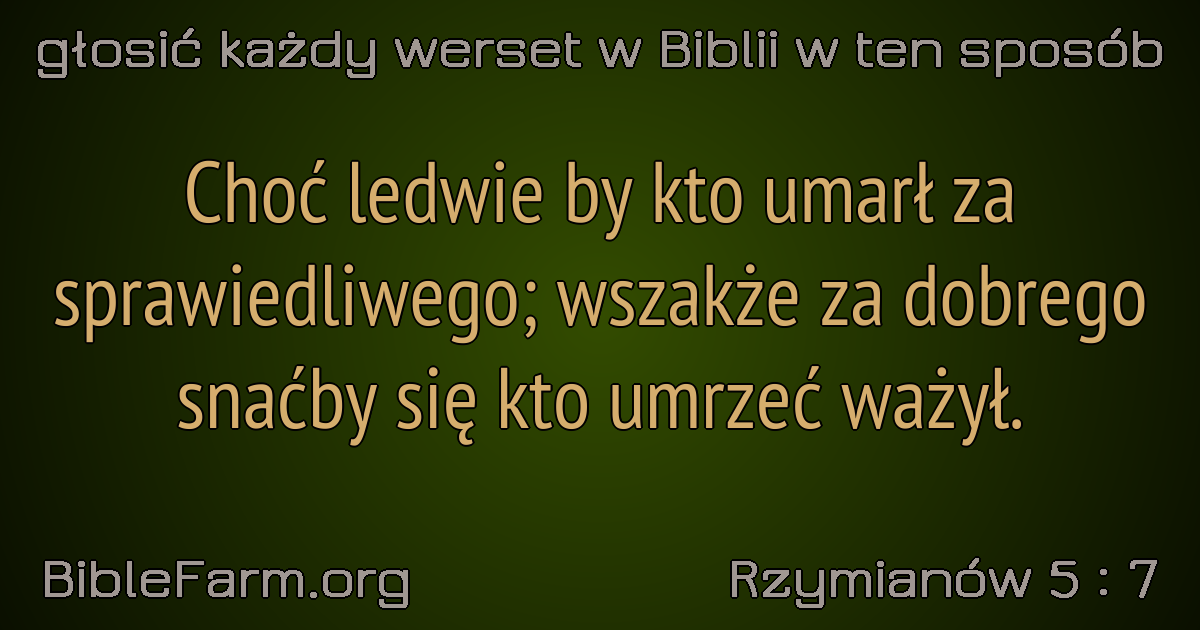 głosić każdy werset w Biblii w ten sposób
Choć ledwie by kto umarł za
sprawiedliwego; wszakże za dobrego
snaćby się kto umrzeć ważył.
BibleFarm.org
Rzymianów 5 : 7